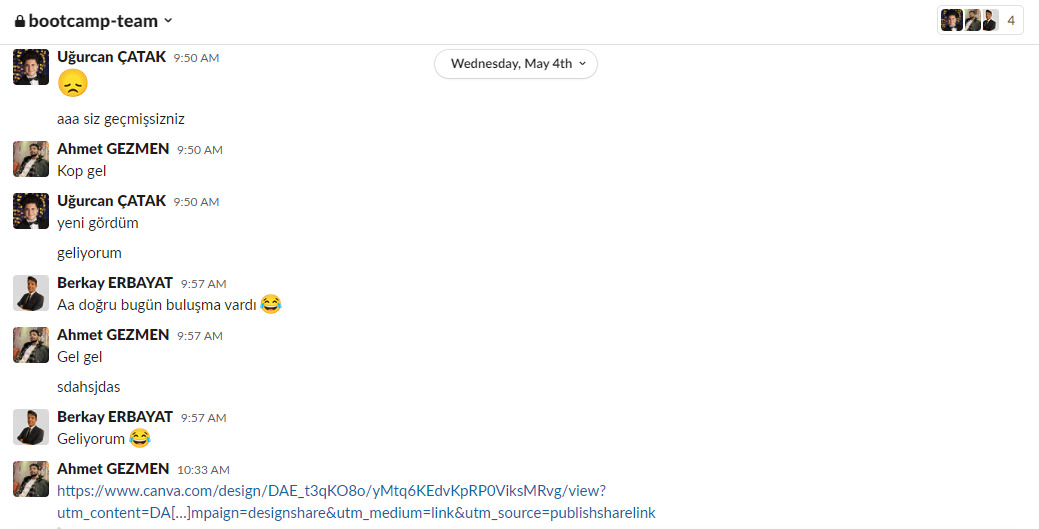 bootcamp-team
4
Wednesday, May 4th
Uğurcan ÇATAK 9:50 AM
😞
aaa siz geçmişsizniz
Ahmet GEZMEN 9:50 AM
Kop gel
Uğurcan ÇATAK 9:50 AM
yeni gördüm
geliyorum
Berkay ERBAYAT 9:57 AM
Aa doğru bugün buluşma vardı 😂
Ahmet GEZMEN 9:57 AM
Gel gel
sdahsjdas
Berkay ERBAYAT 9:57 AM
Geliyorum 😂
Ahmet GEZMEN 10:33 AM
https://www.canva.com/design/DAE_t3qKO8o/yMtq6KEdvKpRP0ViksMRvg/view?
utm_content=DA[...]mpaign=designshare&utm_medium=link&utm_source=publishsharelink